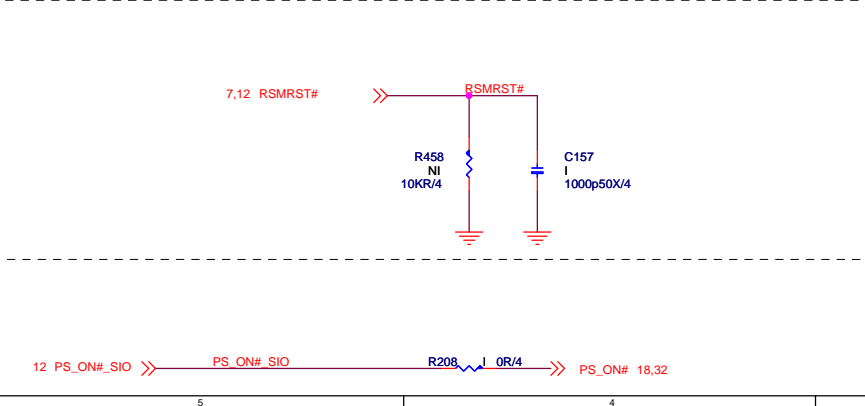 7,12 RSMRST#
RSMRST#
R458
NI
10KR/4
C157
I
1000p50X/4
12 PS_ON#_SIO
PS_ON#_SIO
R208 I 0R/4
PS_ON# 18,32
5 4